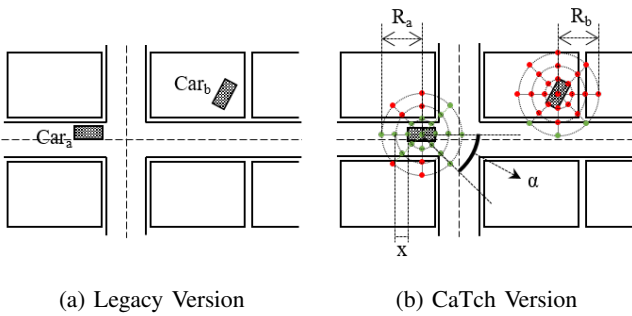 R_a
R_b
Car_b
Car_a
α
x
(a) Legacy Version
(b) CaTch Version